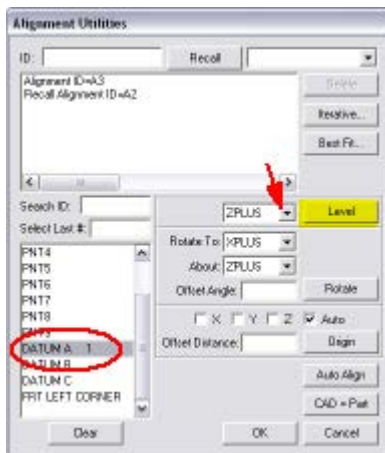 Alignment Utilities
ID:
Recall
Alignment ID=A3
Recall Alignment ID=A2
Delete
Iterative...
Best Fit...
Search ID:
ZPLUS
Level
Select Last #:
Rotate To: XPLUS
PNT4
About: ZPLUS
PNT5
PNT6
Offset Angle:
Rotate
PNT7
PNT8
X Y Z Auto
PNT9
DATUM A 1
Offset Distance:
Origin
DATUM B
DATUM C
Auto Align
FRT LEFT CORNER
CAD = Part
Clear
OK
Cancel